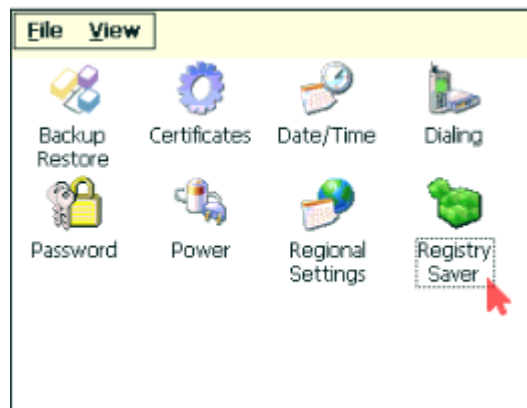 File View
Backup
Restore
Certificates
Date/Time
Dialing
Password
Power
Regional
Settings
Registry
Saver